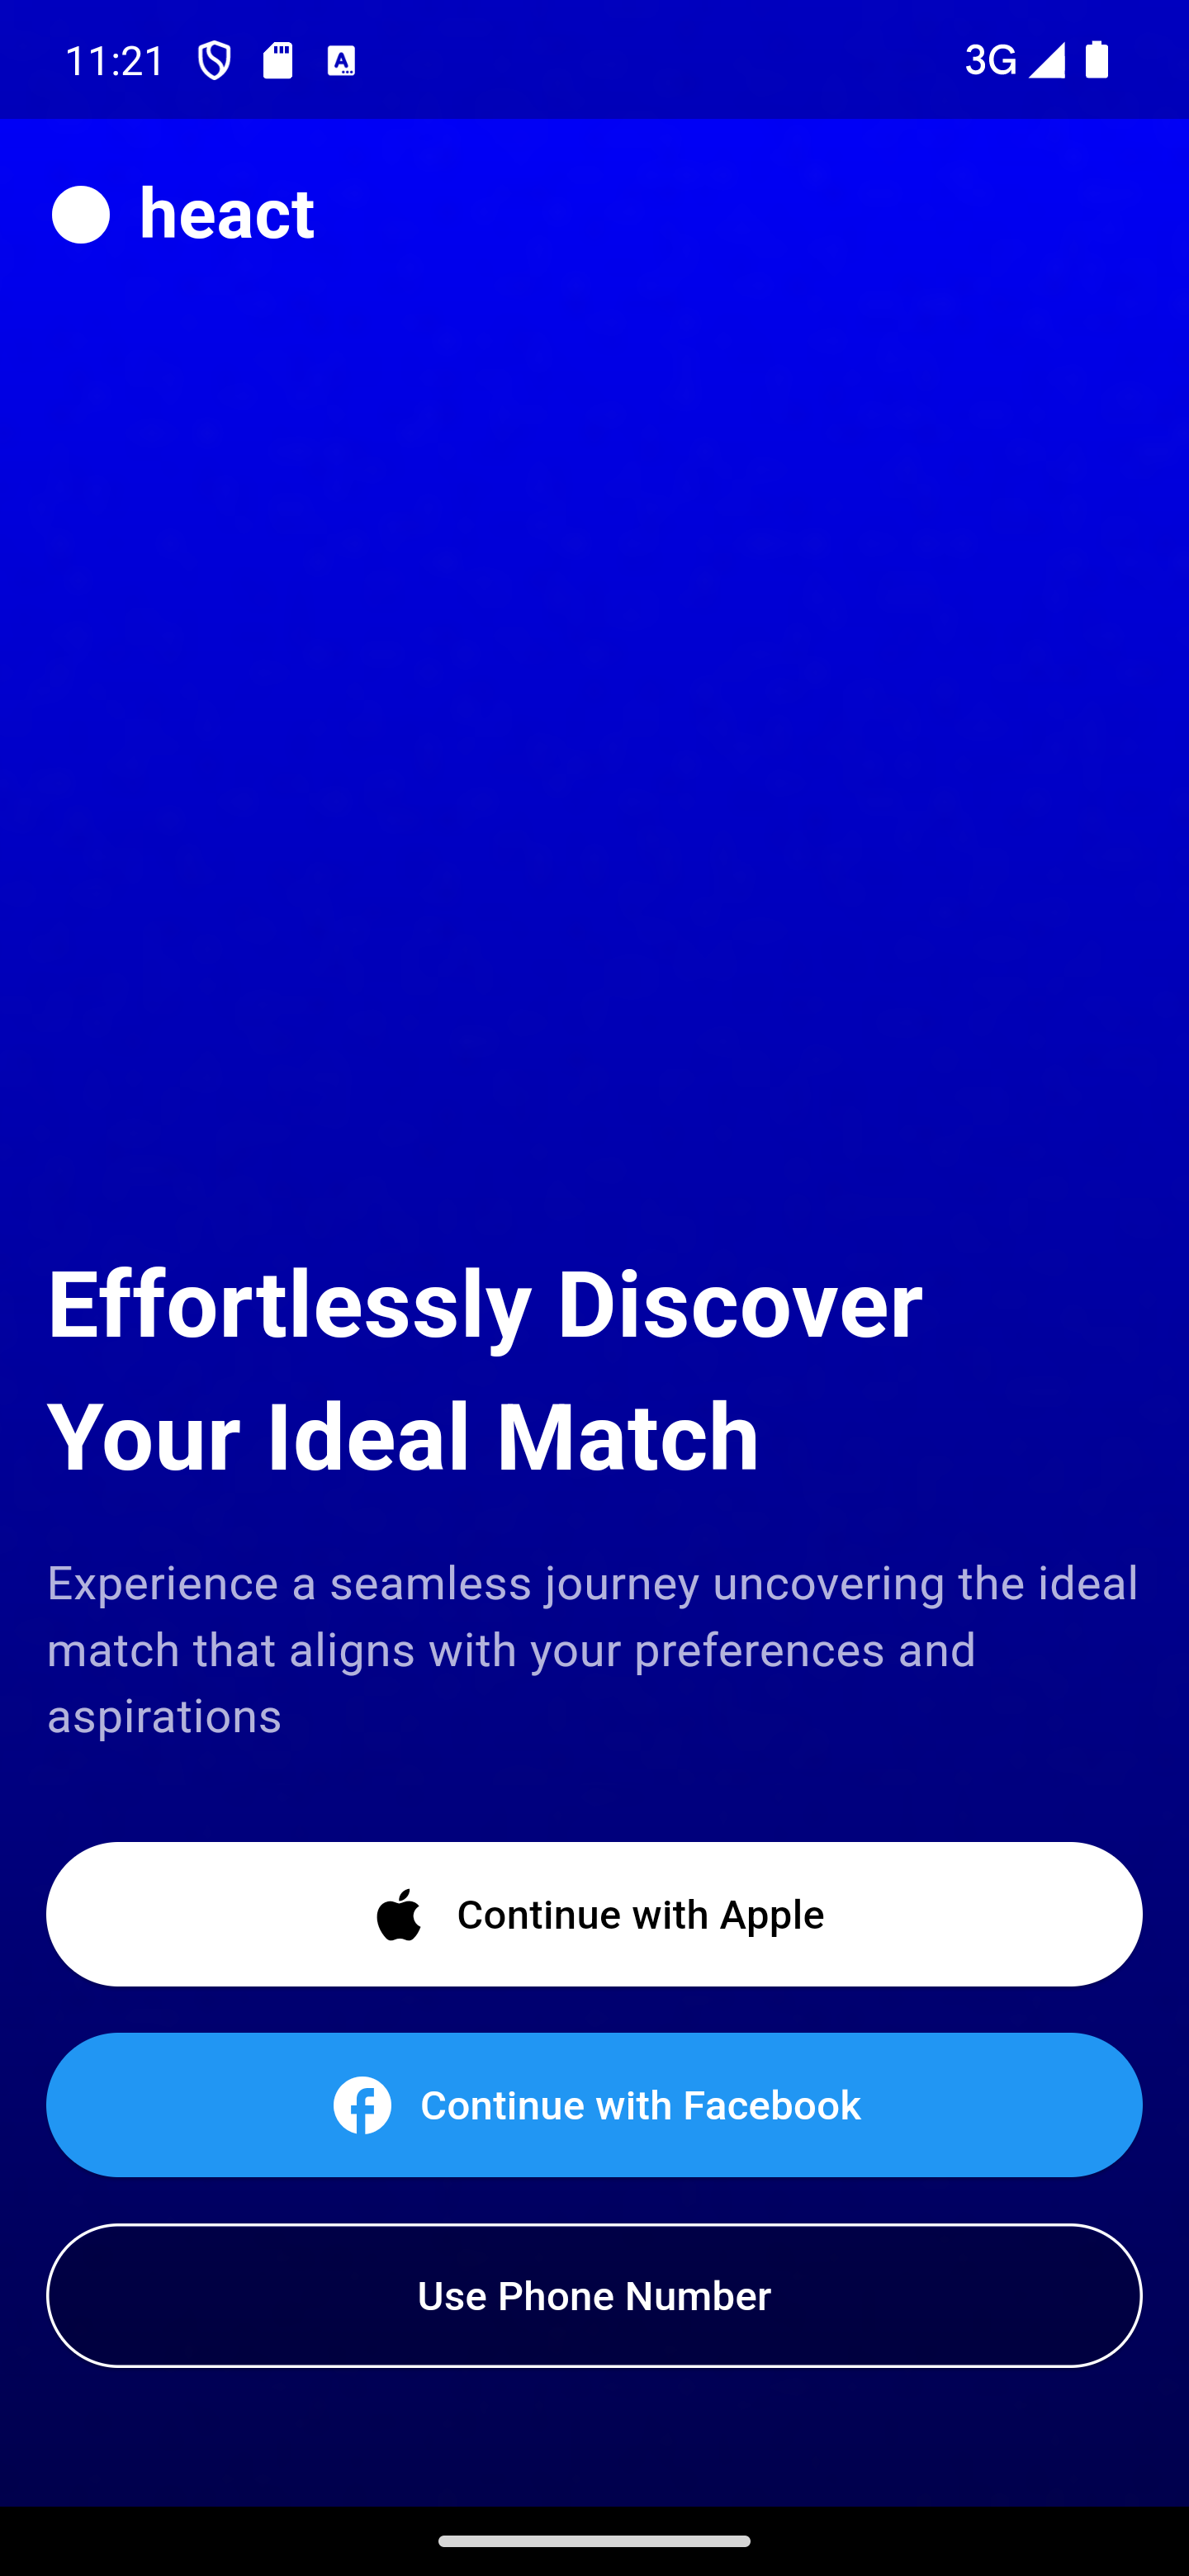 11:21
3G
heact
Effortlessly Discover
Your Ideal Match
Experience a seamless journey uncovering the ideal
match that aligns with your preferences and
aspirations
Continue with Apple
Continue with Facebook
Use Phone Number